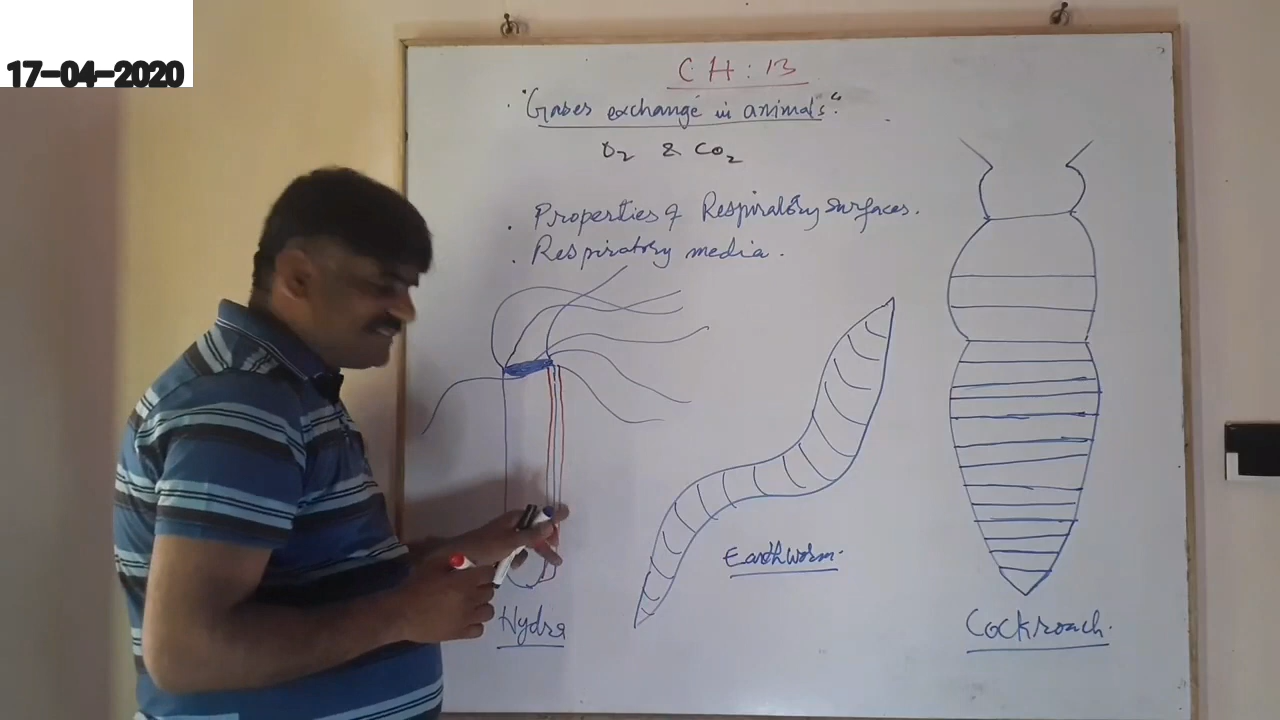 17-04-2020
CH: 13
"Gases exchange in animals"
O2 & CO2
. Properties of Respiratory surfaces.
. Respiratory media.
Earthworm.
Hydra
Cockroach.